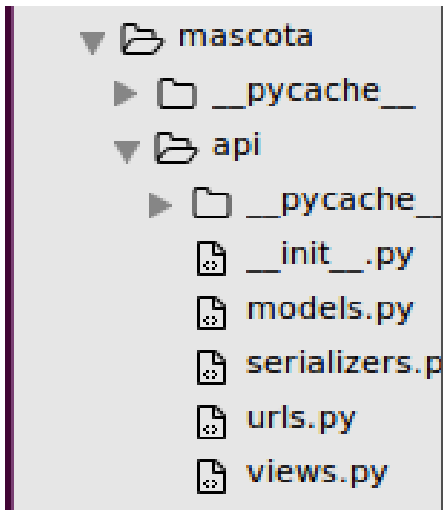 mascota
__pycache__
api
__pycache__
__init__.py
models.py
serializers.p
urls.py
views.py